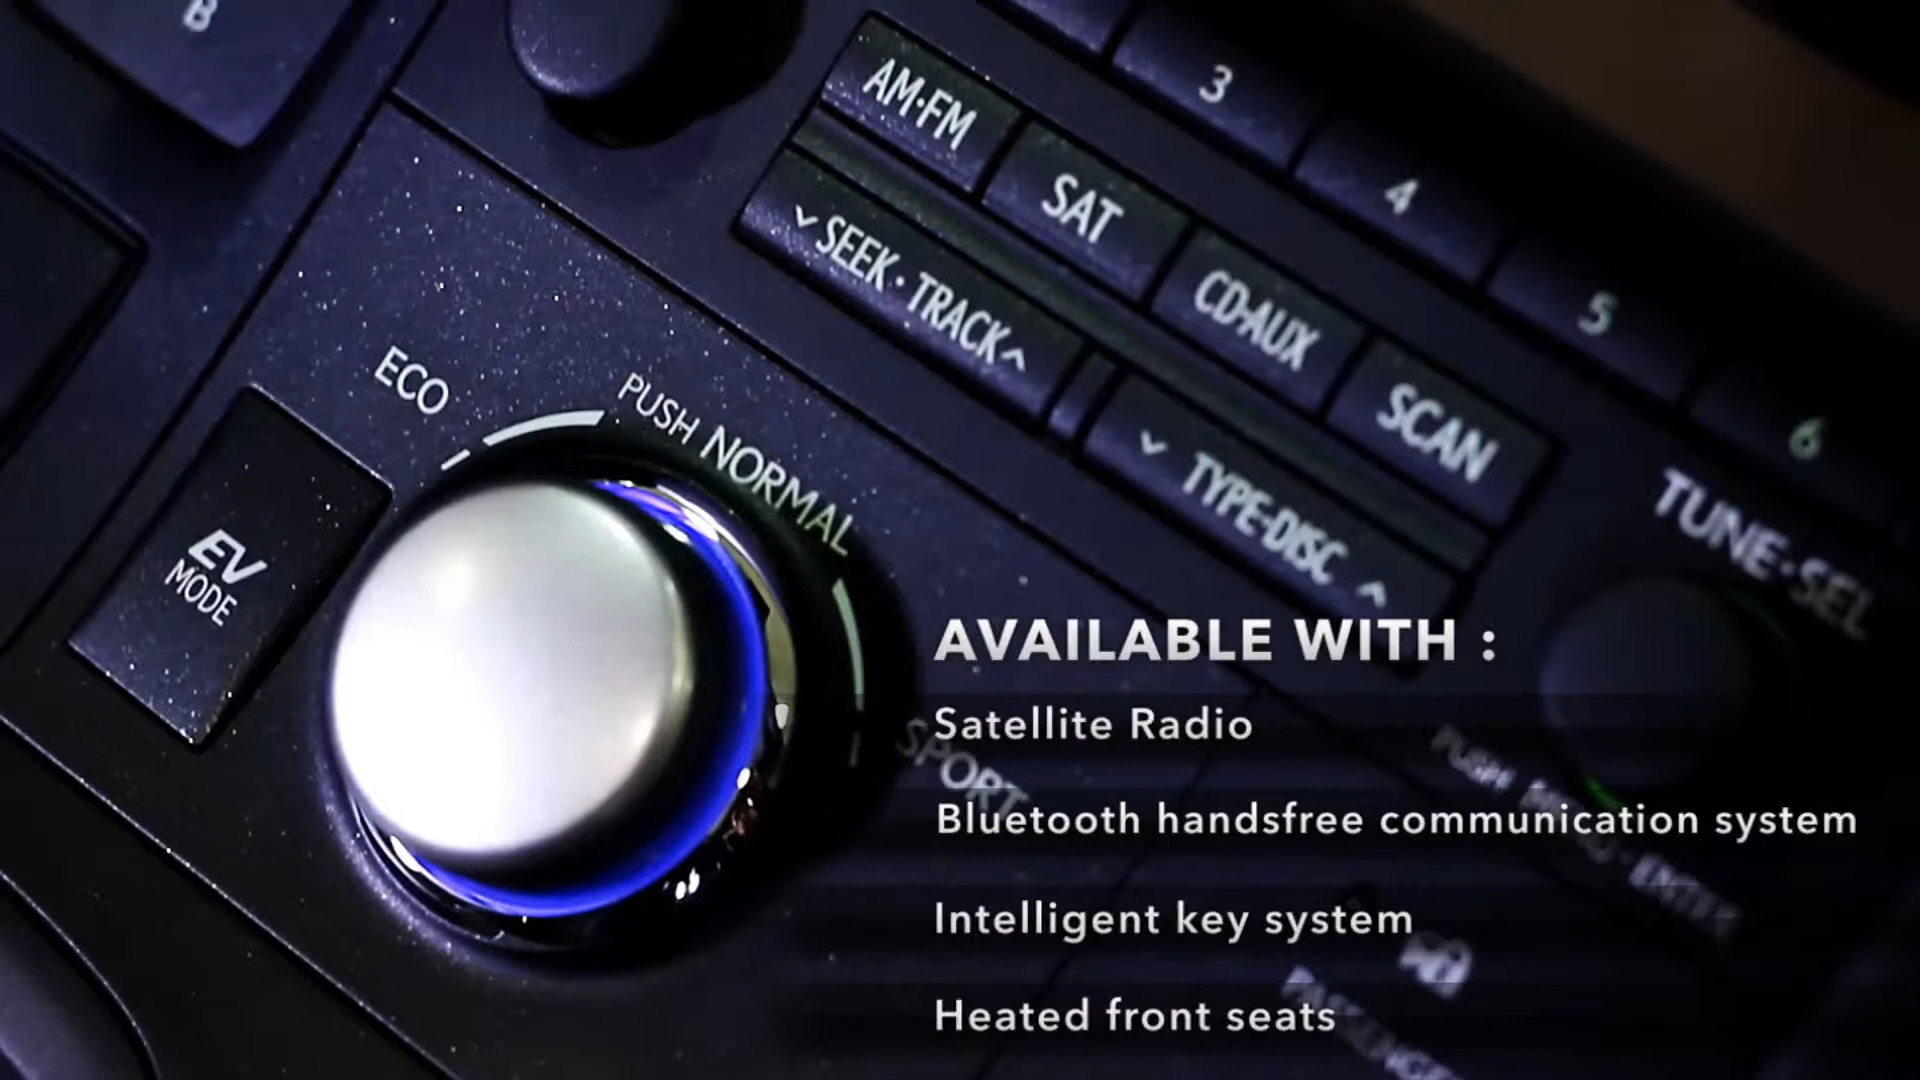 B
3
AM·FM
4
SAT
SEEK·TRACK
CD·AUX
5
ECO
PUSH NORMAL
SCAN
6
TYPE·DISC
TUNE·SEL
EV
MODE
AVAILABLE WITH :
Satellite Radio
SPORT
Bluetooth handsfree communication system
Intelligent key system
Heated front seats